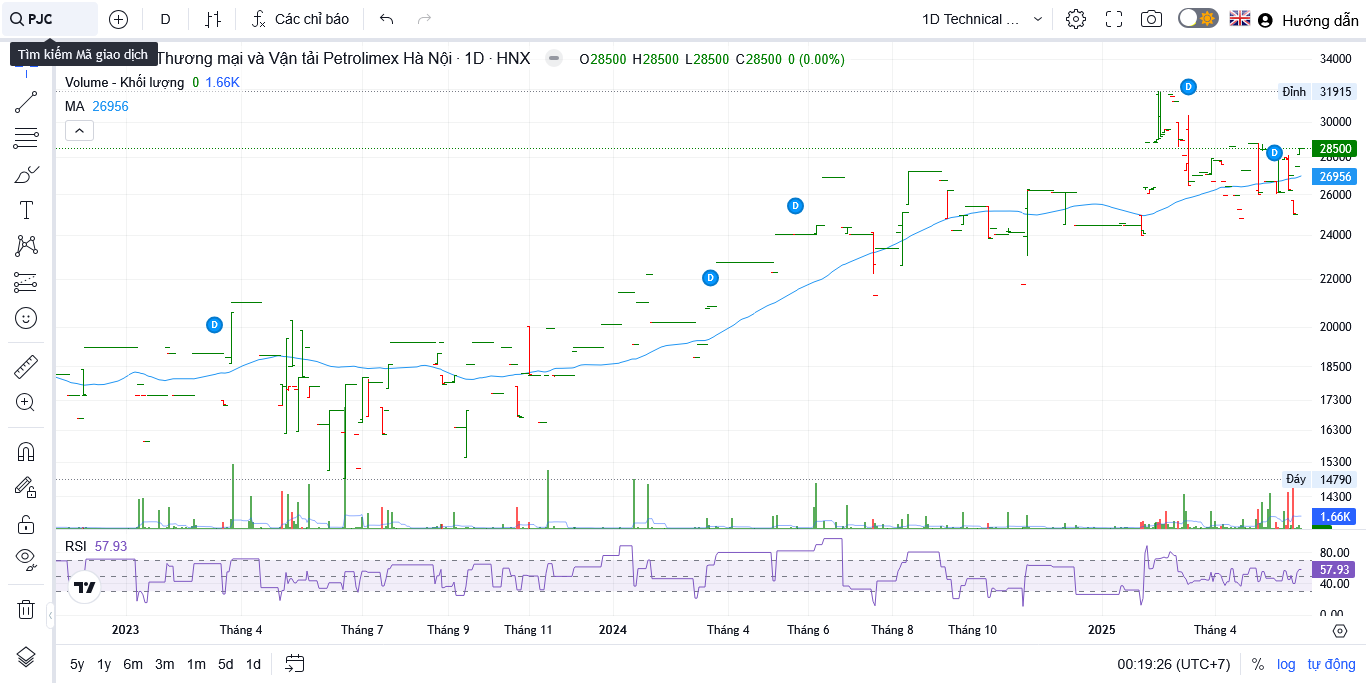 PJC
D
Các chỉ báo
1D Technical ...
Hướng dẫn
Tìm kiếm Mã giao dịch
Thương mại và Vận tải Petrolimex Hà Nội · 1D · HNX
O28500 H28500 L28500 C28500 0 (0.00%)
Volume - Khối lượng 0 1.66K
MA 26956
34000
Đỉnh 31915
30000
28500
28000
26956
26000
24000
22000
20000
18500
17300
16300
15300
Đáy 14790
14300
1.66K
D
D
D
D
D
RSI 57.93
80.00
57.93
40.00
0.00
2023 Tháng 4 Tháng 7 Tháng 9 Tháng 11 2024 Tháng 4 Tháng 6 Tháng 8 Tháng 10 2025 Tháng 4
5y 1y 6m 3m 1m 5d 1d
00:19:26 (UTC+7) % log tự động